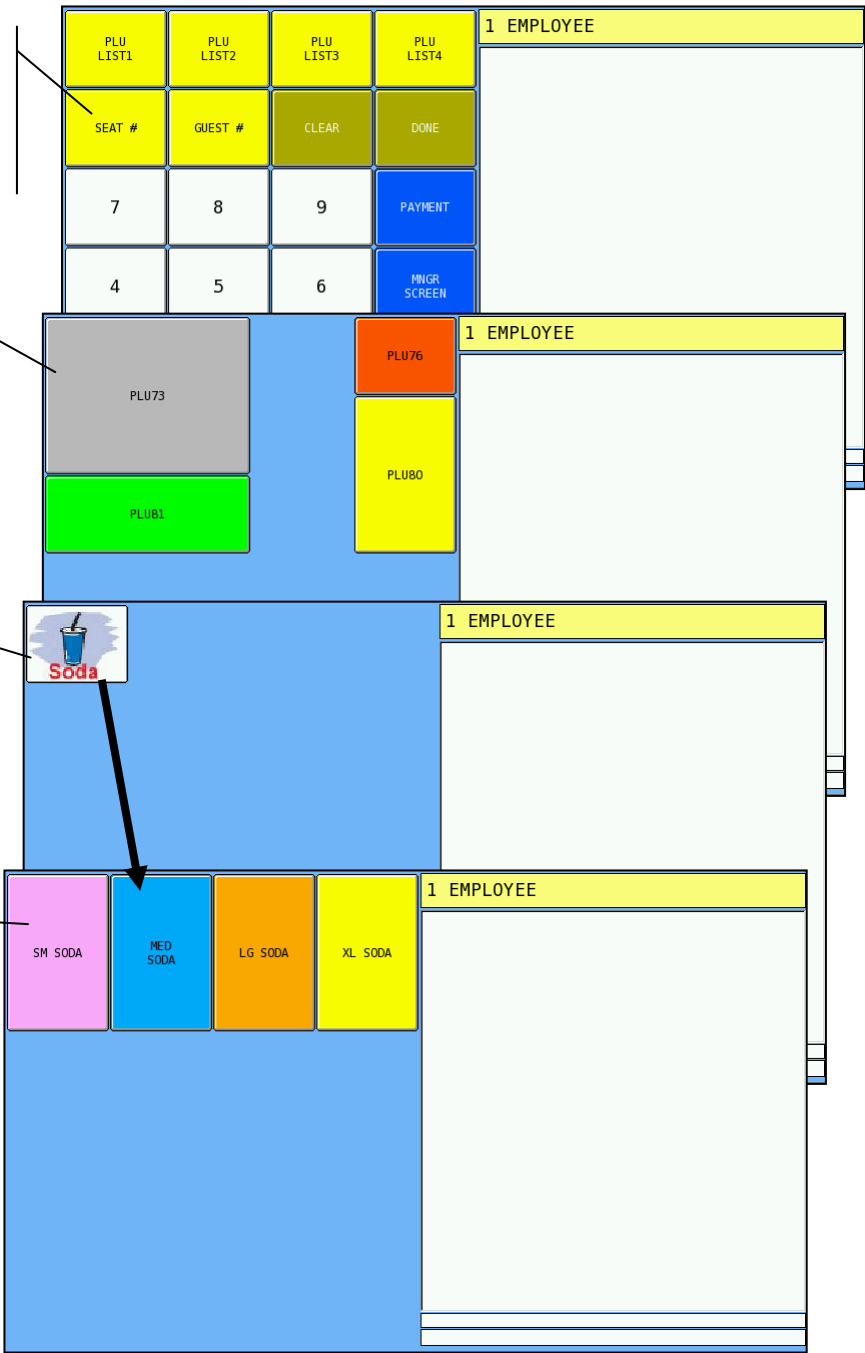 PLU
LIST1
PLU
LIST2
PLU
LIST3
PLU
LIST4
1 EMPLOYEE
SEAT #
GUEST #
CLEAR
DONE
7
8
9
PAYMENT
4
5
6
MNGR
SCREEN
PLU73
PLU76
1 EMPLOYEE
PLU80
PLU81
Soda
1 EMPLOYEE
SM SODA
MED
SODA
LG SODA
XL SODA
1 EMPLOYEE